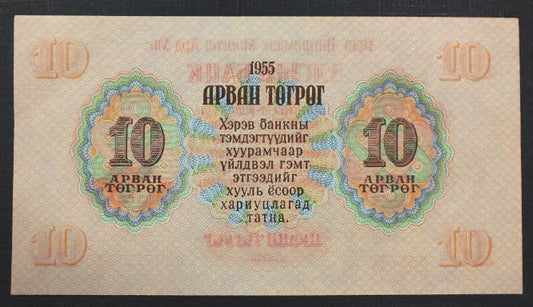 10 10
1955
АРВАН ТӨГРӨГ
10 10
АРВАН ТӨГРӨГ
АРВАН ТӨГРӨГ
Хэрэв банкны
тэмдэгтүүдийг
хуурамчаар
үйлдвэл гэмт
этгээдийг
хууль ёсоор
хариуцлагад
татна.
10 10